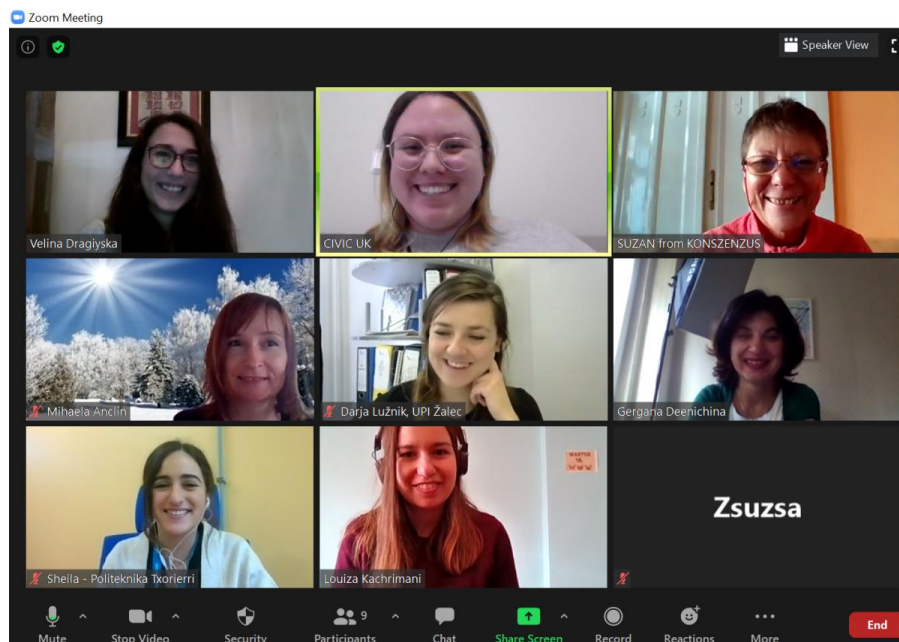 Zoom Meeting
Speaker View
Velina Dragiyska
CIVIC UK
SUZAN from KONSZENZUS
Mihaela Anclin
Darja Lužnik, UPI Žalec
Gergana Deenichina
WANTED
Sheila - Politeknika Txorierri
Louiza Kachrimani
Zsuzsa
Mute
Stop Video
Security
Participants
9
Chat
Share Screen
Record
Reactions
More
End